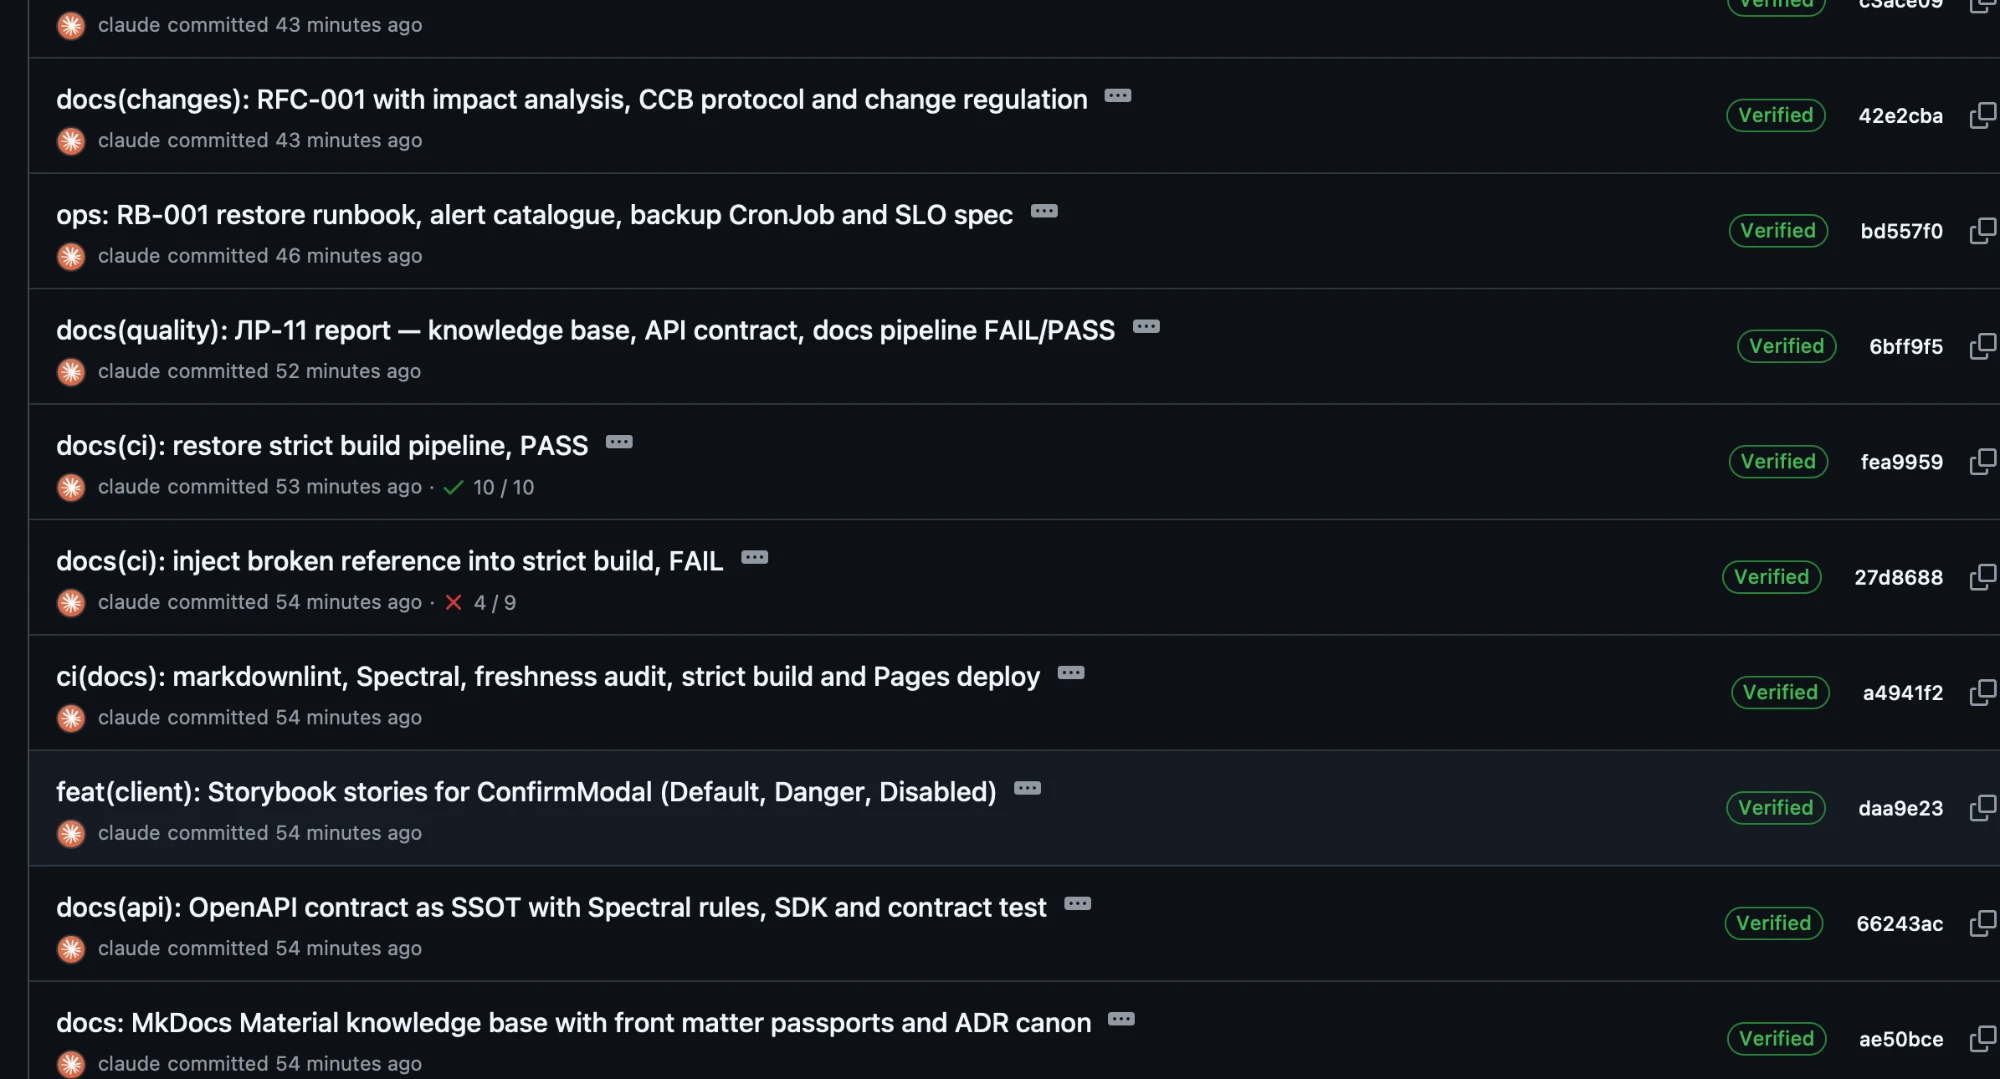 claude committed 43 minutes ago
Verified
c3ace09
docs(changes): RFC-001 with impact analysis, CCB protocol and change regulation
claude committed 43 minutes ago
Verified
42e2cba
ops: RB-001 restore runbook, alert catalogue, backup CronJob and SLO spec
claude committed 46 minutes ago
Verified
bd557f0
docs(quality): ЛР-11 report — knowledge base, API contract, docs pipeline FAIL/PASS
claude committed 52 minutes ago
Verified
6bff9f5
docs(ci): restore strict build pipeline, PASS
claude committed 53 minutes ago · 10 / 10
Verified
fea9959
docs(ci): inject broken reference into strict build, FAIL
claude committed 54 minutes ago · 4 / 9
Verified
27d8688
ci(docs): markdownlint, Spectral, freshness audit, strict build and Pages deploy
claude committed 54 minutes ago
Verified
a4941f2
feat(client): Storybook stories for ConfirmModal (Default, Danger, Disabled)
claude committed 54 minutes ago
Verified
daa9e23
docs(api): OpenAPI contract as SSOT with Spectral rules, SDK and contract test
claude committed 54 minutes ago
Verified
66243ac
docs: MkDocs Material knowledge base with front matter passports and ADR canon
claude committed 54 minutes ago
Verified
ae50bce